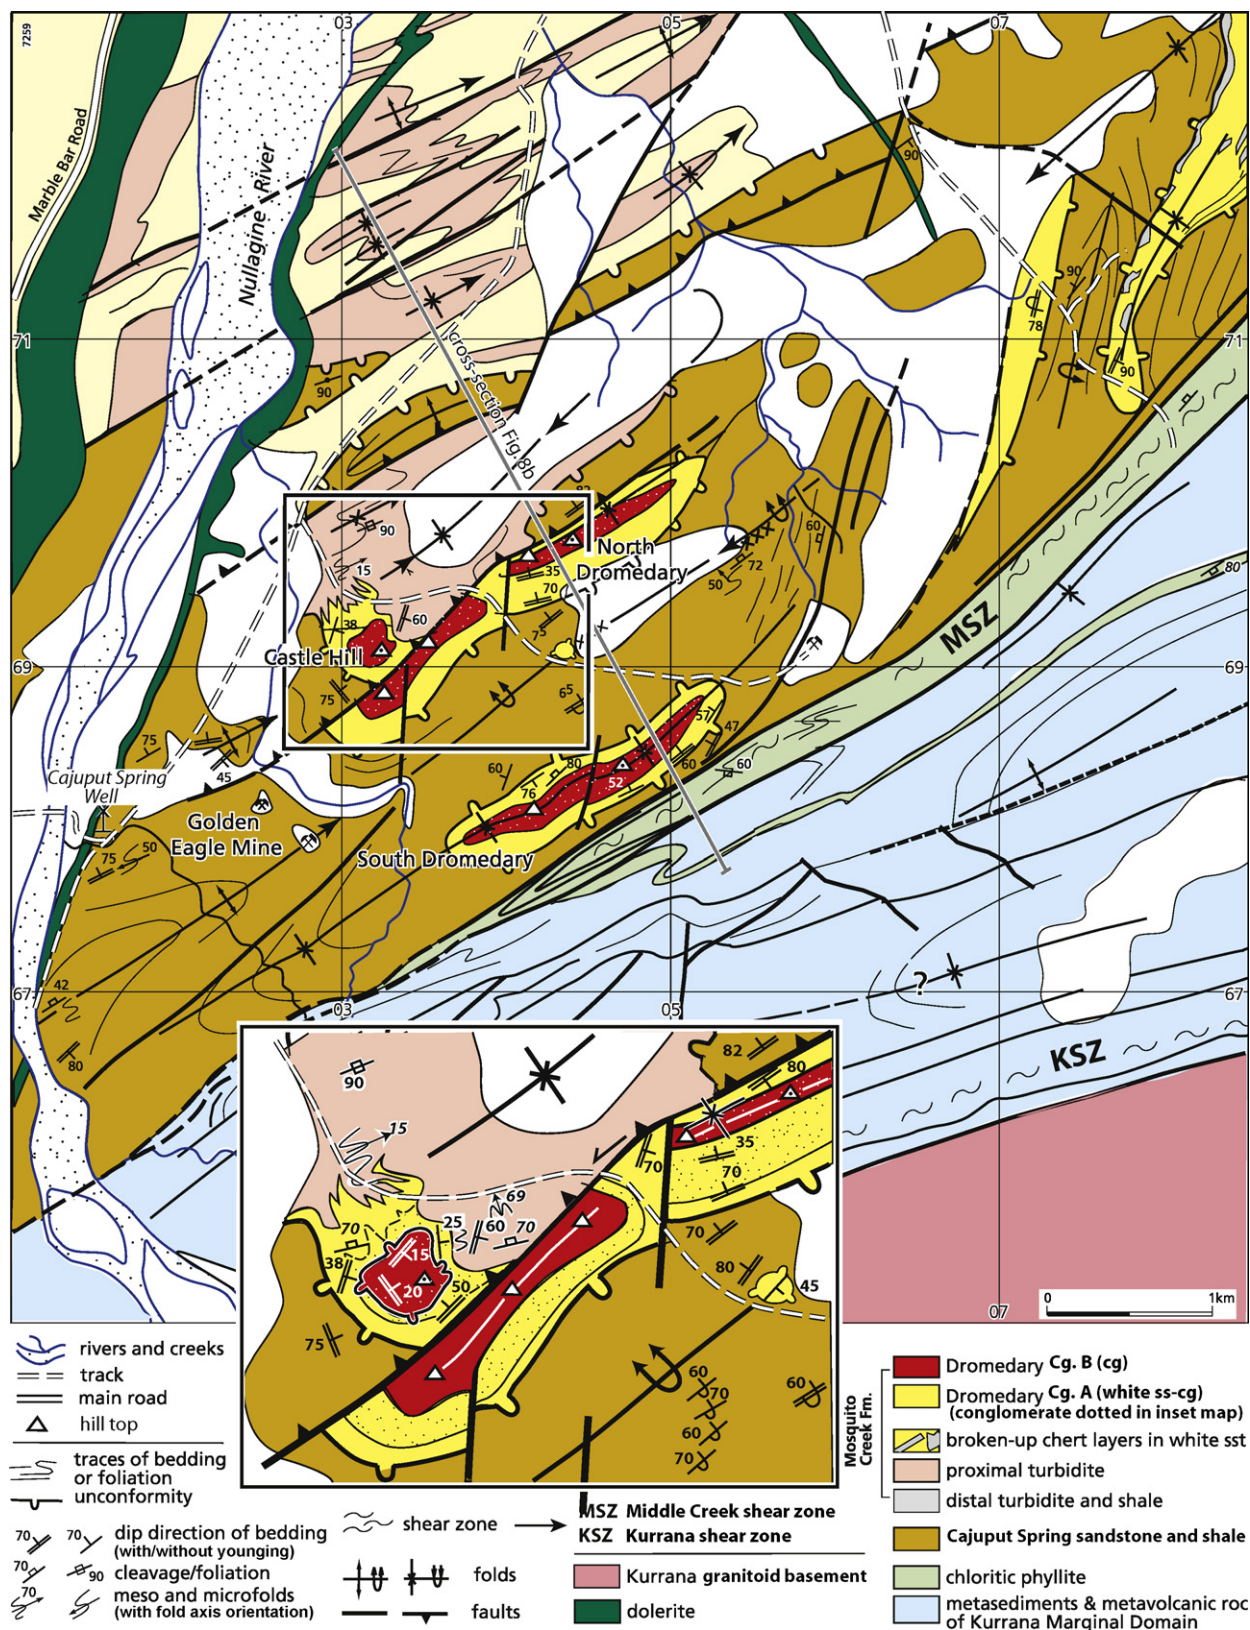 7259
03
05
07
Marble Bar Road
Nullagine River
90
90
78
90
71
71
90
cross-section Fig. 8b
82
90
15
North
Dromedary
35
70
60
72
50
60
80
38
60
75
MSZ
69
Castle Hill
69
75
65
57
47
75
45
60
80
60
60
52
76
Cajuput Spring
Well
Golden
Eagle Mine
South Dromedary
75
50
42
67
?
67
03
05
80
KSZ
82
80
90
15
35
70
70
69
70
25
60
70
15
38
20
50
70
80
45
75
60
70
60
60
70
07
0
1km
rivers and creeks
track
main road
hill top
traces of bedding
or foliation
unconformity
70
70
dip direction of bedding
(with/without younging)
70
90
cleavage/foliation
70
meso and microfolds
(with fold axis orientation)
shear zone
folds
faults
MSZ Middle Creek shear zone
KSZ Kurrana shear zone
Kurrana granitoid basement
dolerite
Mosquito
Creek Fm.
Dromedary Cg. B (cg)
Dromedary Cg. A (white ss-cg)
(conglomerate dotted in inset map)
broken-up chert layers in white sst
proximal turbidite
distal turbidite and shale
Cajuput Spring sandstone and shale
chloritic phyllite
metasediments & metavolcanic roc
of Kurrana Marginal Domain